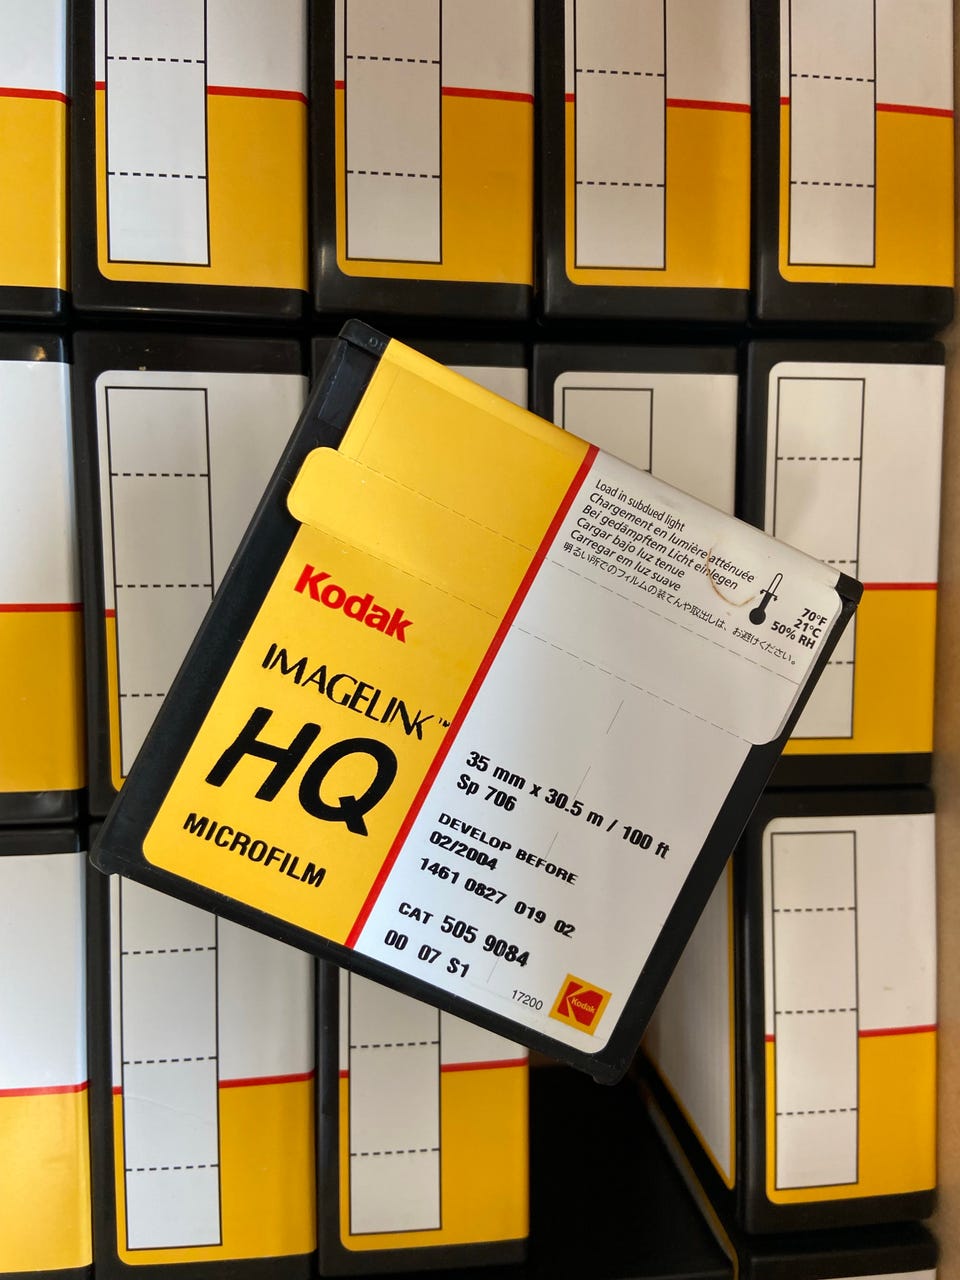 Kodak
IMAGELINK™
HQ
MICROFILM
Load in subdued light
Chargement en lumière atténuée
Bei gedämpftem Licht einlegen
Cargar bajo luz tenue
Carregar em luz suave
明るい所でのフィルムの装てんや取出しは、お避けください。
70°F
21°C
50% RH
35 mm x 30.5 m / 100 ft
Sp 706
DEVELOP BEFORE
02/2004
1461 0827 019 02
CAT 505 9084
00 07 S1
17200
Kodak